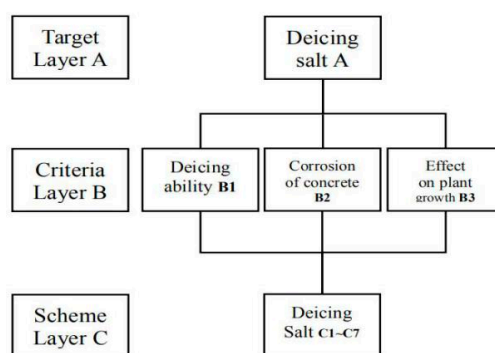 Target
Layer A
Deicing
salt A
Criteria
Layer B
Deicing
ability B1
Corrosion
of concrete
B2
Effect
on plant
growth B3
Scheme
Layer C
Deicing
Salt C1~C7